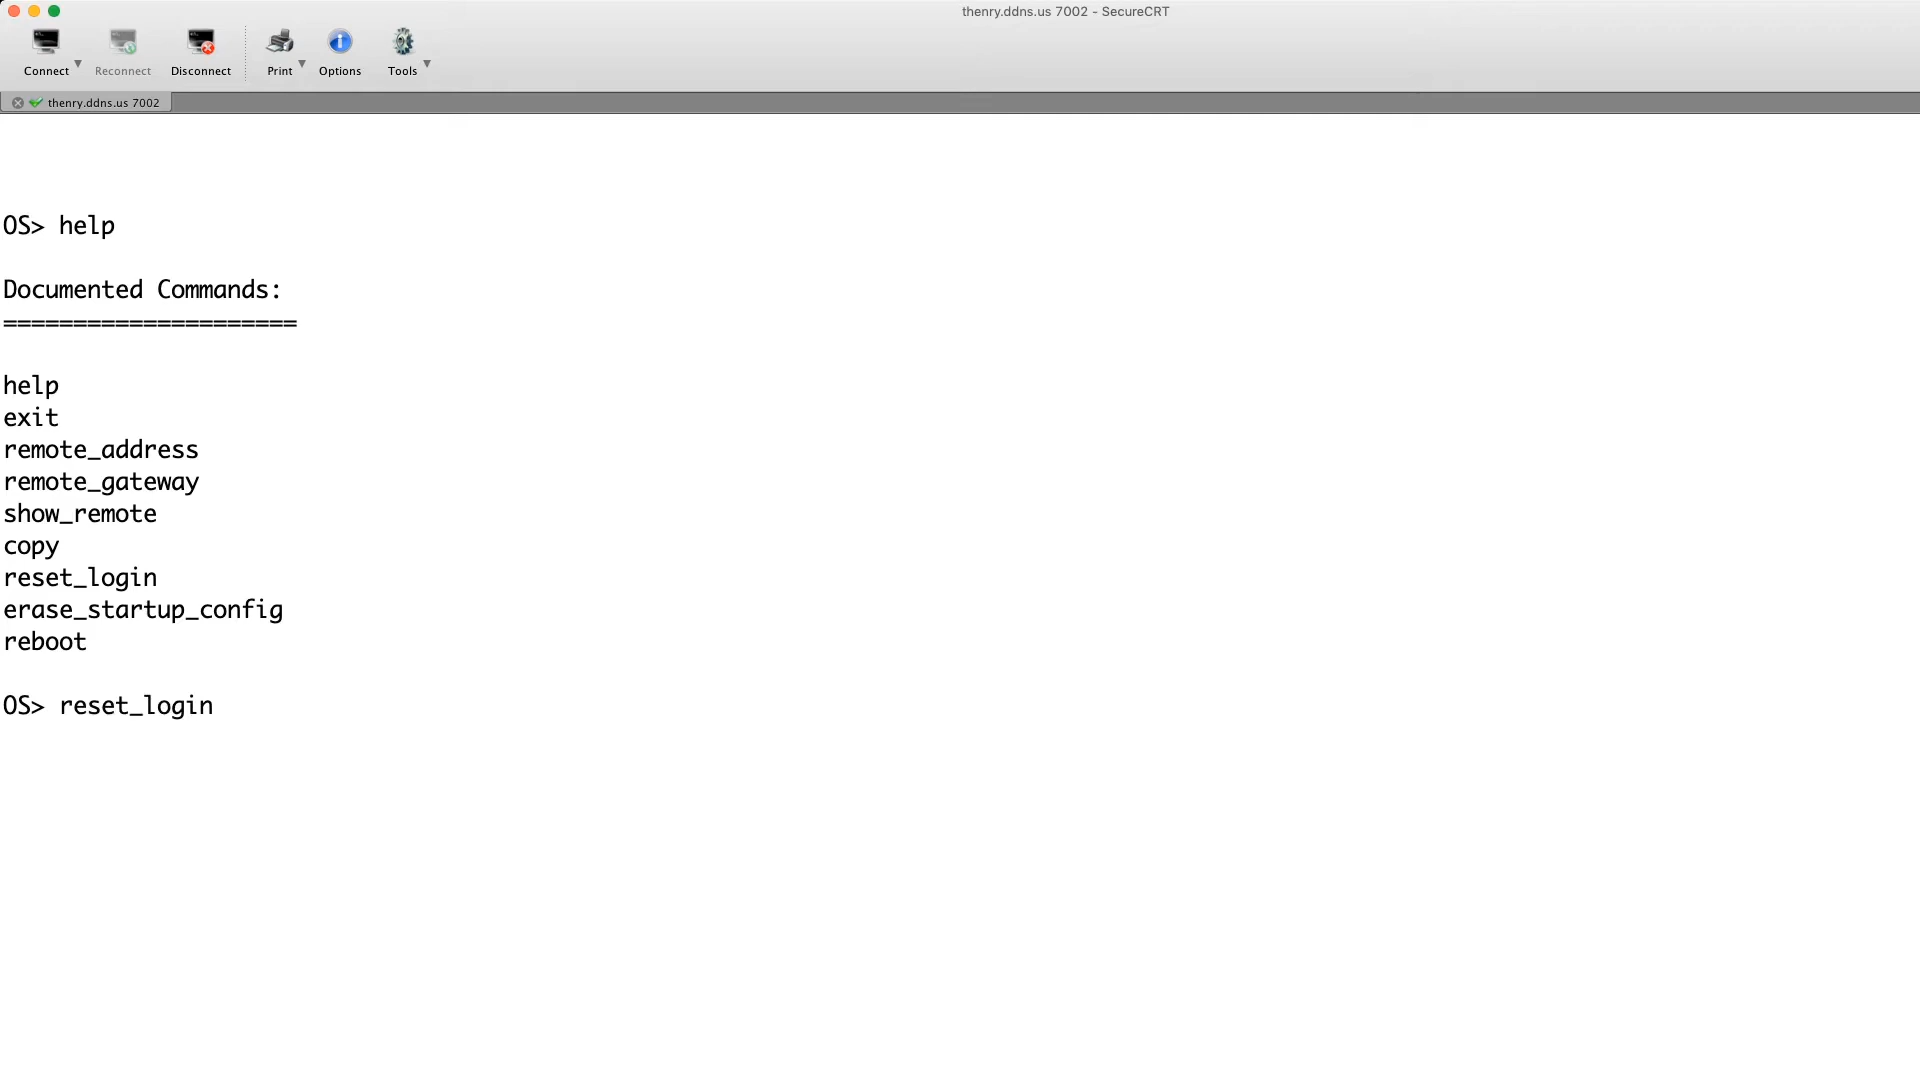 thenry.ddns.us 7002 - SecureCRT
Connect Reconnect Disconnect Print Options Tools
thenry.ddns.us 7002
OS> help
Documented Commands:
=====================
help
exit
remote_address
remote_gateway
show_remote
copy
reset_login
erase_startup_config
reboot
OS> reset_login